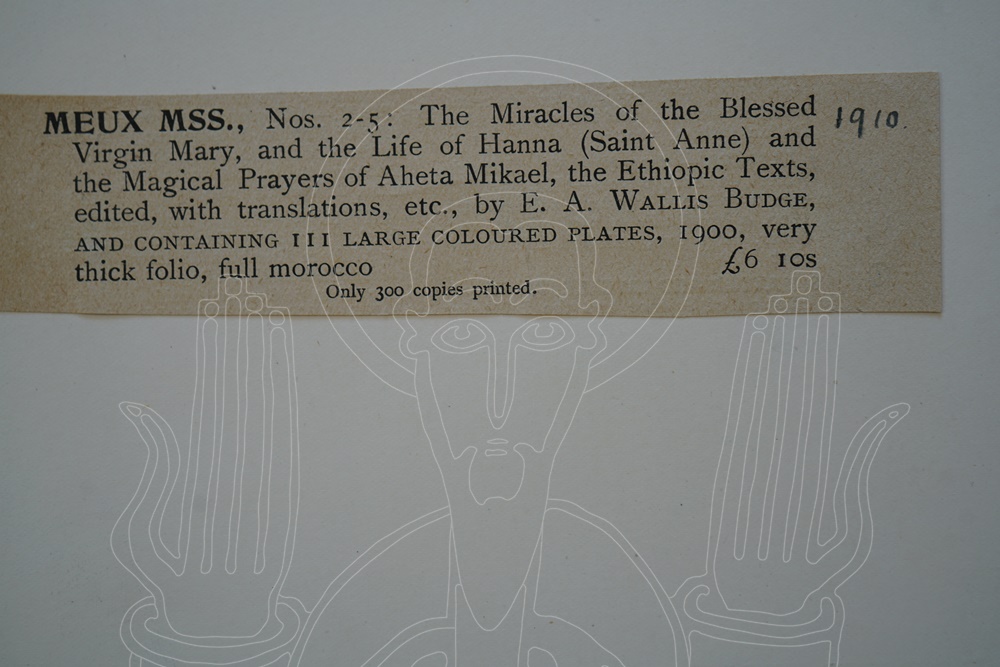 MEUX MSS., Nos. 2-5: The Miracles of the Blessed 1910.
Virgin Mary, and the Life of Hanna (Saint Anne) and
the Magical Prayers of Aheta Mikael, the Ethiopic Texts,
edited, with translations, etc., by E. A. WALLIS BUDGE,
AND CONTAINING 111 LARGE COLOURED PLATES, 1900, very
thick folio, full morocco £6 10s
Only 300 copies printed.